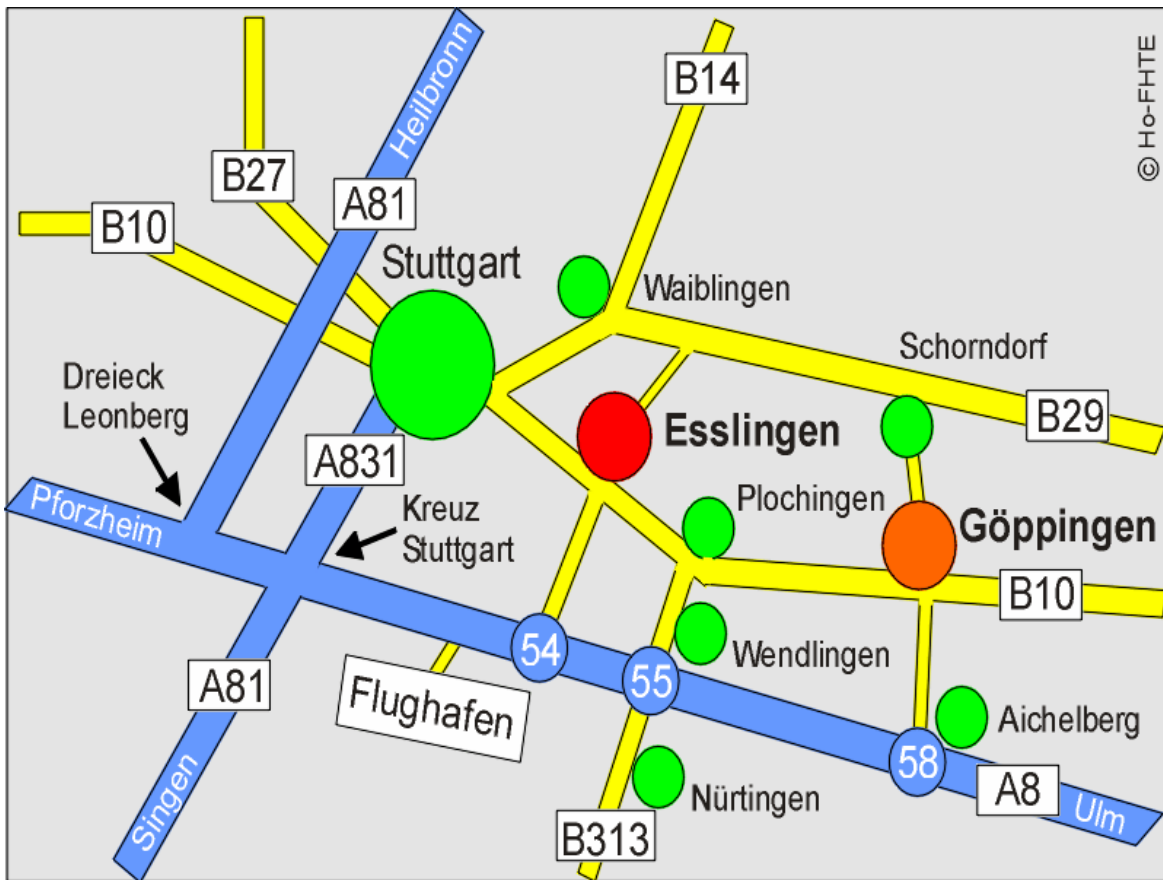 Heilbronn
B14
© Ho-FHTE
B27
A81
B10
Stuttgart
Waiblingen
Schorndorf
Dreieck
Leonberg
B29
Esslingen
A831
Pforzheim
Kreuz
Stuttgart
Plochingen
Göppingen
B10
54
Wendlingen
55
A81
Flughafen
Aichelberg
58
Nürtingen
A8
Ulm
Singen
B313